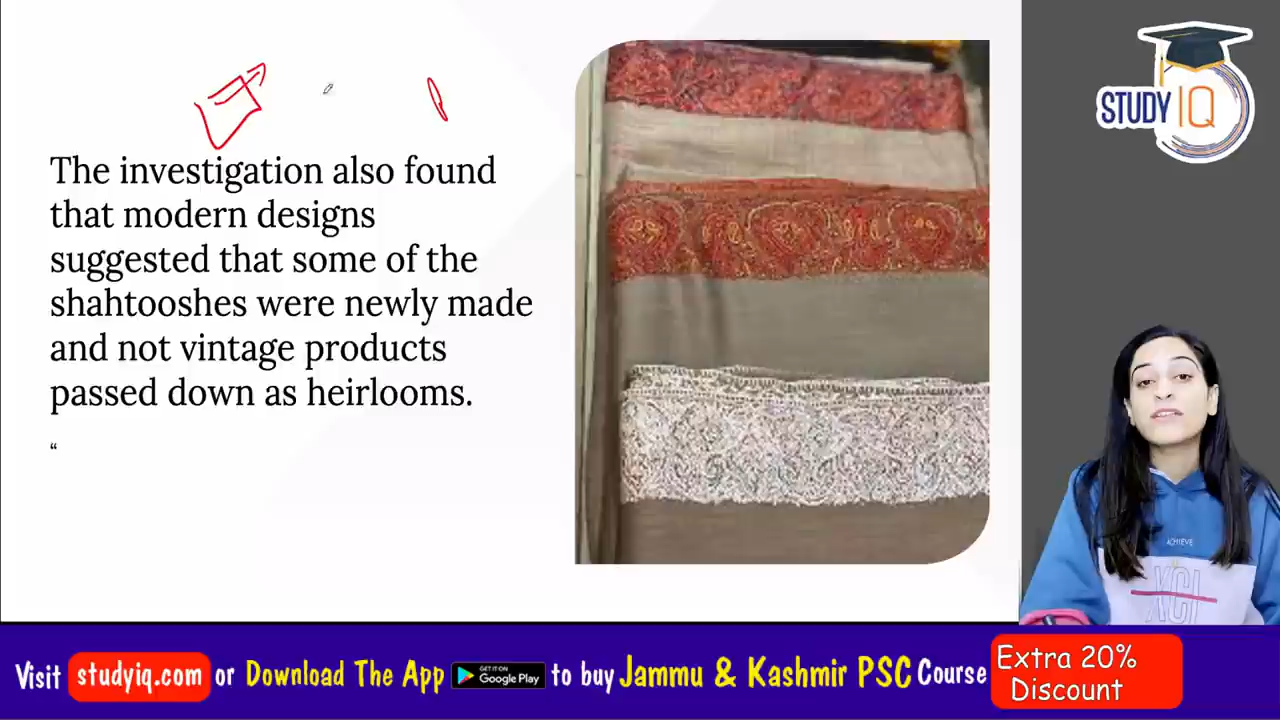 The investigation also found
that modern designs
suggested that some of the
shahtooshes were newly made
and not vintage products
passed down as heirlooms.
“
STUDY IQ
ACHIEVE
XCI
Visit studyiq.com or Download The App GET IT ON Google Play to buy Jammu & Kashmir PSC Course
Extra 20%
Discount